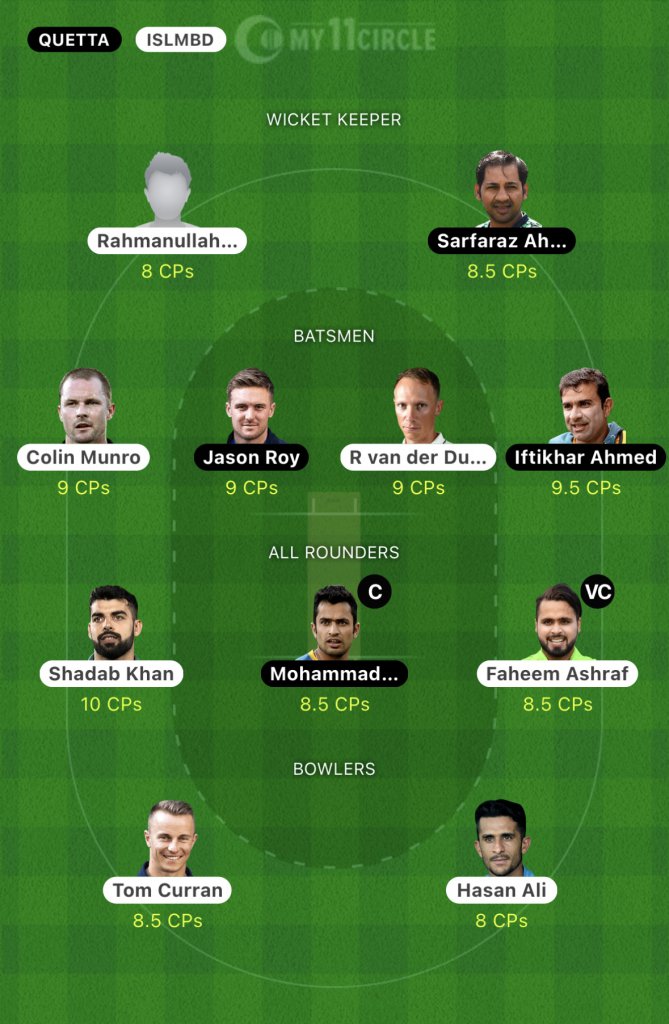 QUETTA ISLMBD MY11CIRCLE
WICKET KEEPER
Rahmanullah... Sarfaraz Ah...
8 CPs 8.5 CPs
BATSMEN
Colin Munro Jason Roy R van der Du... Iftikhar Ahmed
9 CPs 9 CPs 9 CPs 9.5 CPs
ALL ROUNDERS
C VC
Shadab Khan Mohammad... Faheem Ashraf
10 CPs 8.5 CPs 8.5 CPs
BOWLERS
Tom Curran Hasan Ali
8.5 CPs 8 CPs